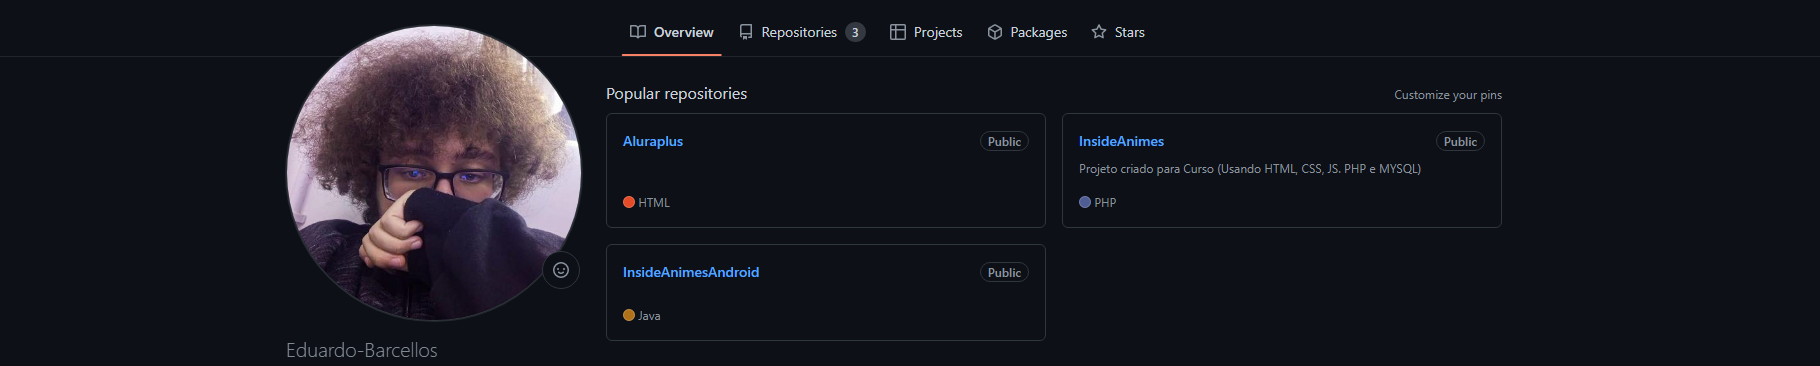 Overview Repositories 3 Projects Packages Stars
Popular repositories
Customize your pins
Aluraplus Public
HTML
InsideAnimes Public
Projeto criado para Curso (Usando HTML, CSS, JS. PHP e MYSQL)
PHP
InsideAnimesAndroid Public
Java
Eduardo-Barcellos